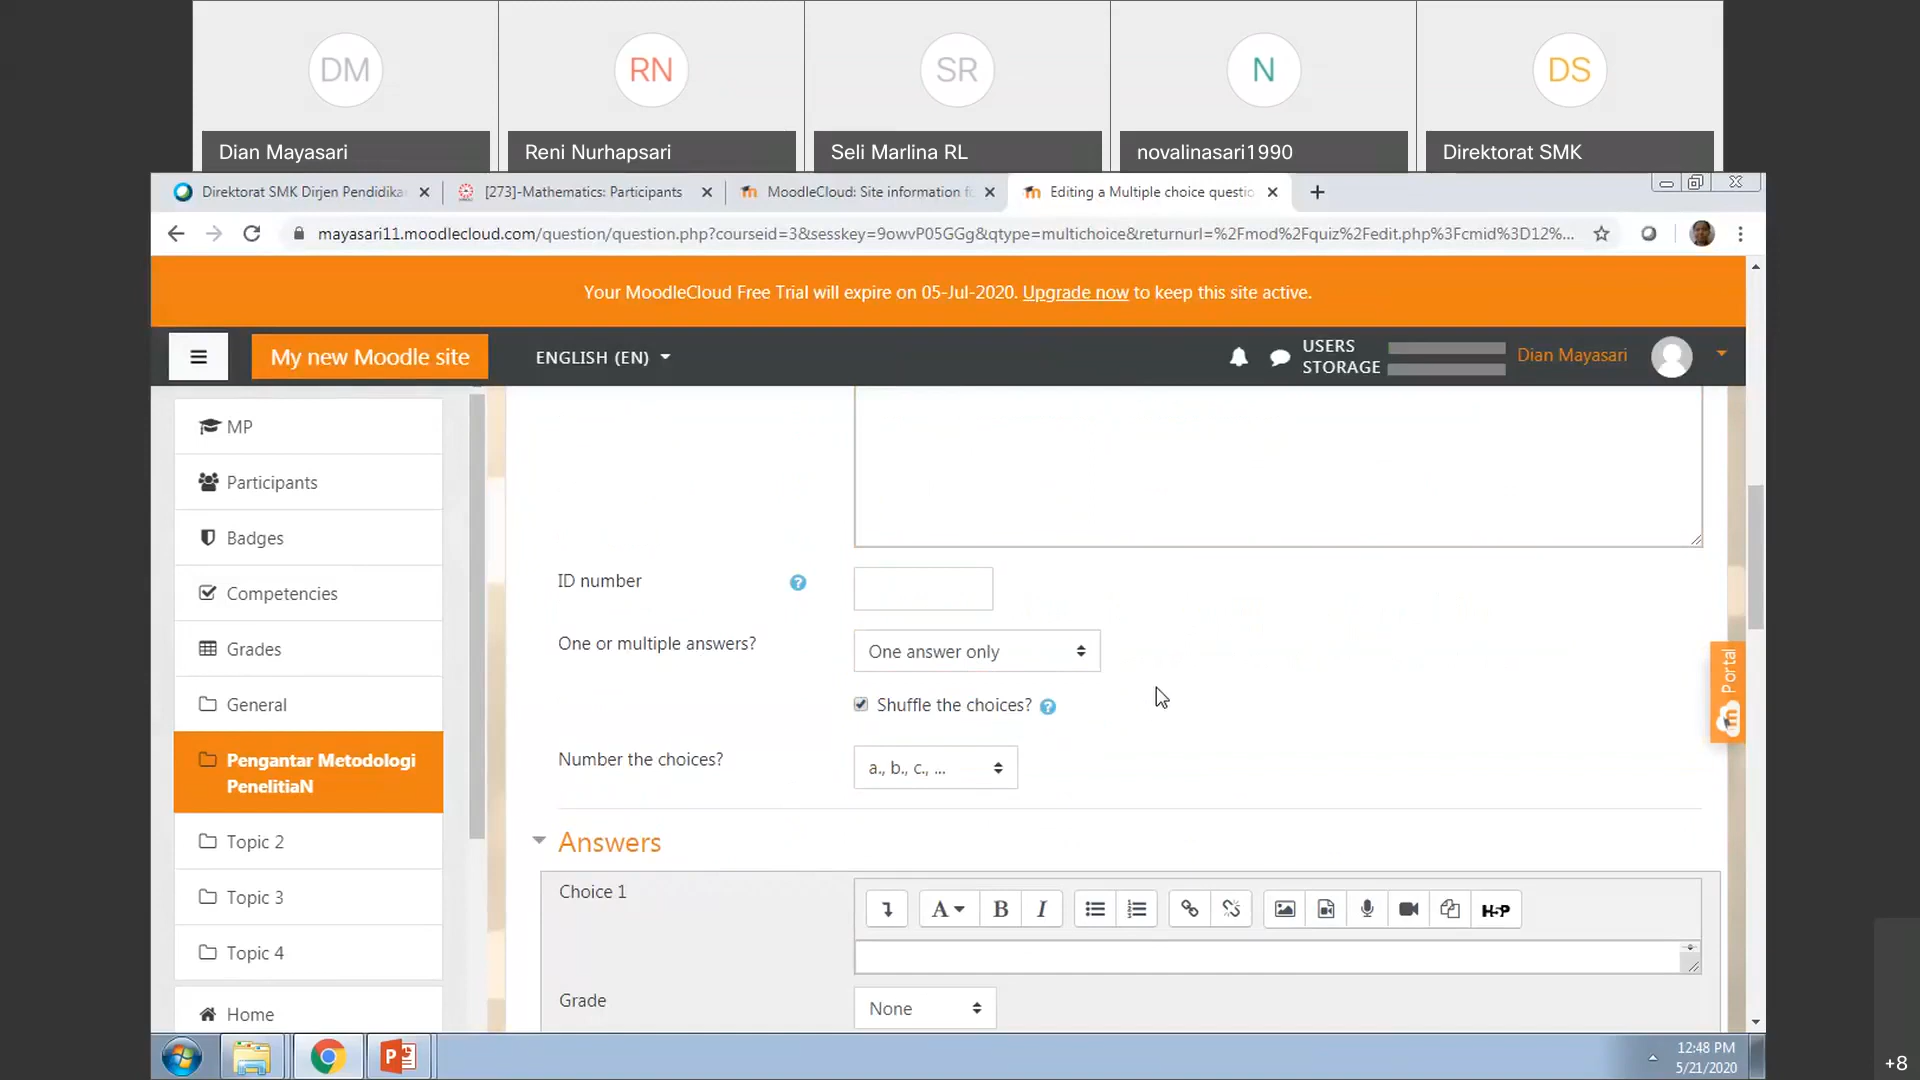 DM
RN
SR
N
DS
Dian Mayasari
Reni Nurhapsari
Seli Marlina RL
novalinasari1990
Direktorat SMK
Direktorat SMK Dirjen Pendidika
[273]-Mathematics: Participants
MoodleCloud: Site information fo
Editing a Multiple choice questio
mayasari11.moodlecloud.com/question/question.php?courseid=3&sesskey=9owvP05GGg&qtype=multichoice&returnurl=%2Fmod%2Fquiz%2Fedit.php%3Fcmid%3D12%...
Your MoodleCloud Free Trial will expire on 05-Jul-2020. Upgrade now to keep this site active.
My new Moodle site
ENGLISH (EN)
USERS
STORAGE
Dian Mayasari
MP
Participants
Badges
Competencies
Grades
General
Pengantar Metodologi
PenelitiaN
Topic 2
Topic 3
Topic 4
Home
ID number
One or multiple answers?
One answer only
Shuffle the choices?
Number the choices?
a., b., c., ...
Portal
Answers
Choice 1
A B I
H5P
Grade
None
12:48 PM
5/21/2020
+8